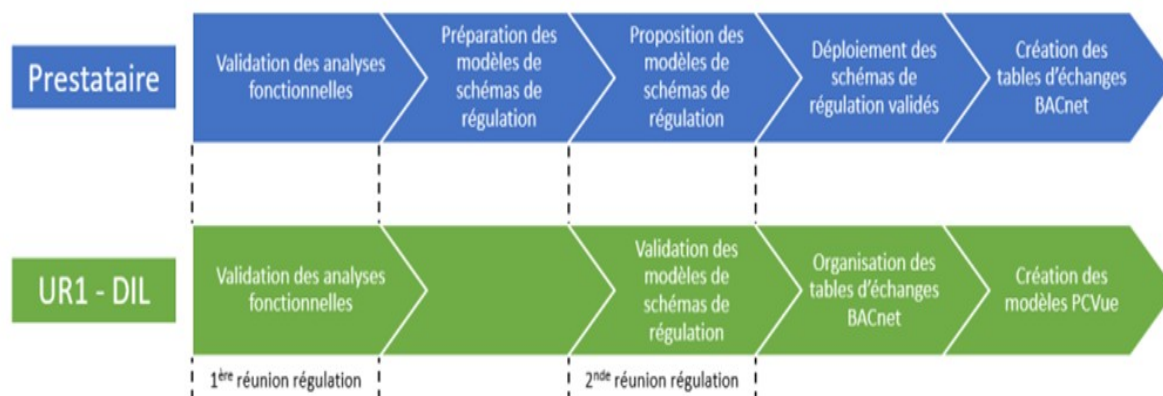 Prestataire
Validation des analyses
fonctionnelles
Préparation des
modèles de
schémas de
régulation
Proposition des
modèles de
schémas de
régulation
Déploiement des
schémas de
régulation validés
Création des
tables d'échanges
BACnet
UR1 - DIL
Validation des analyses
fonctionnelles
Validation des
modèles de
schémas de
régulation
Organisation des
tables d'échanges
BACnet
Création des
modèles PCVue
1ère réunion régulation
2nde réunion régulation